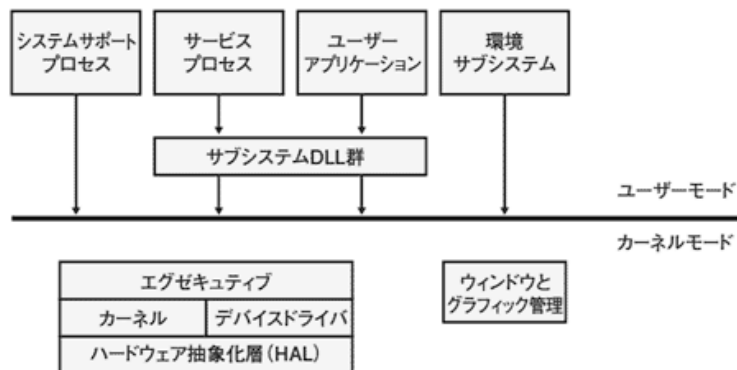 システムサポート
プロセス
サービス
プロセス
ユーザー
アプリケーション
環境
サブシステム
サブシステムDLL群
ユーザーモード
カーネルモード
エグゼキュティブ
カーネル
デバイスドライバ
ハードウェア抽象化層(HAL)
ウィンドウと
グラフィック管理